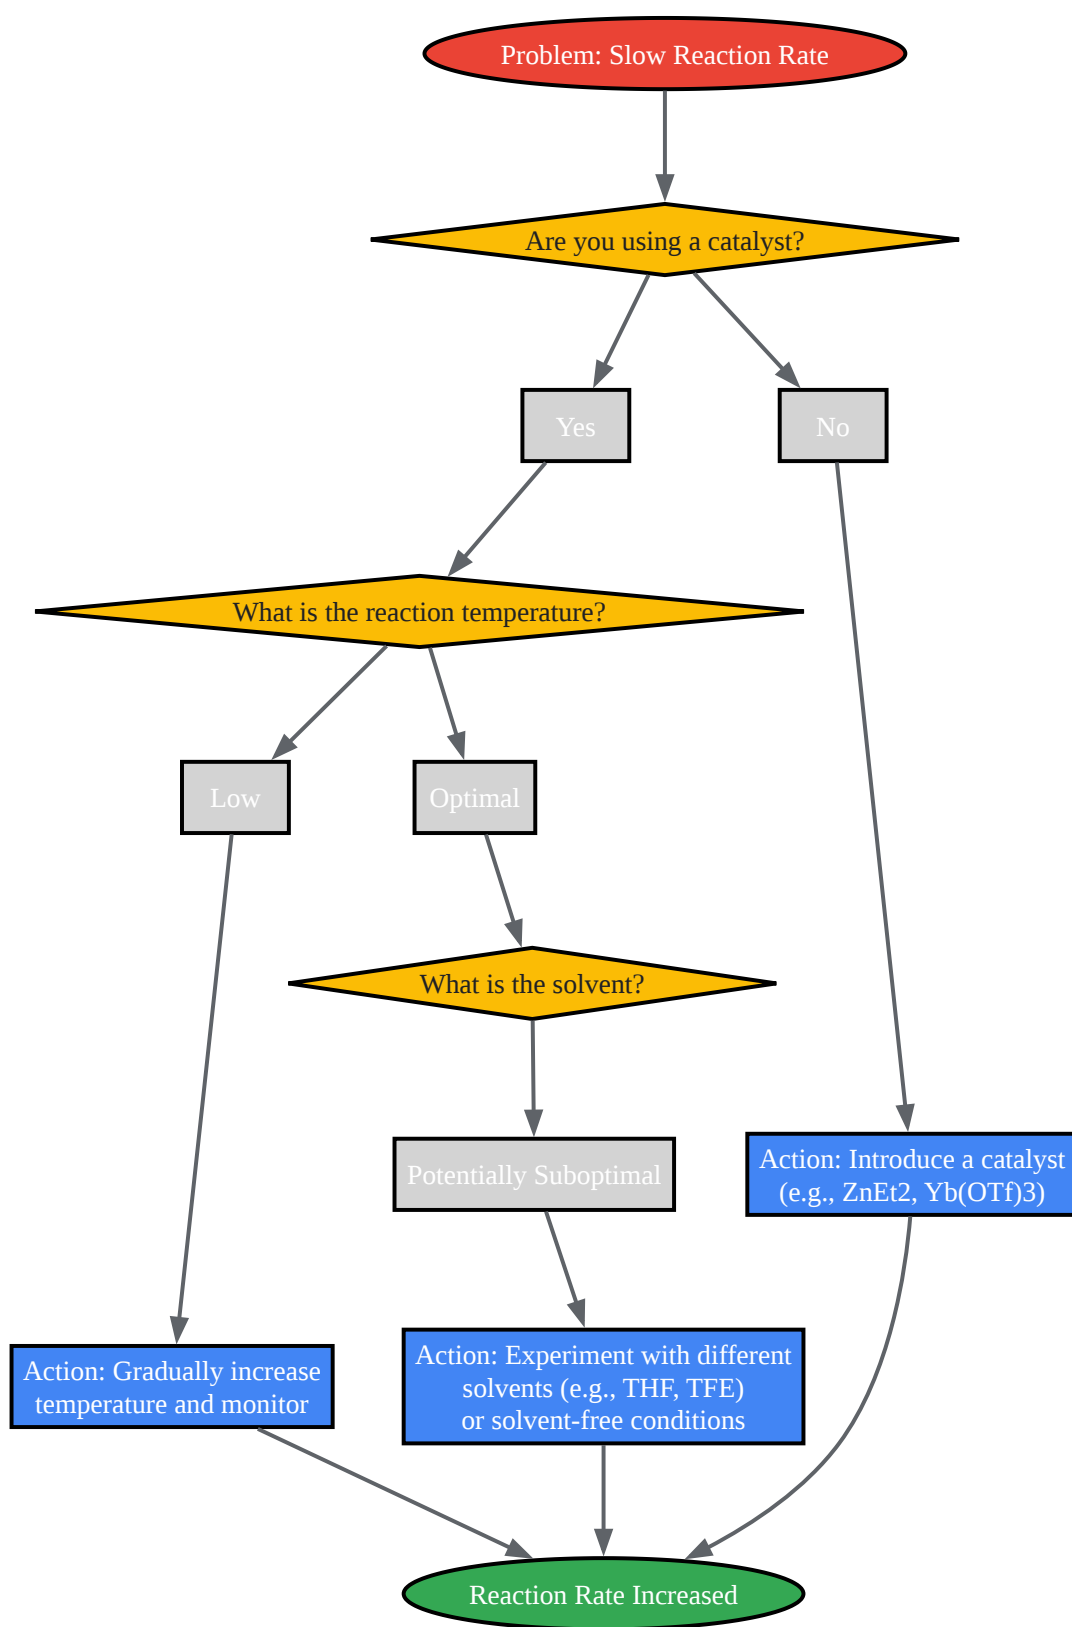 Problem: Slow Reaction Rate
Are you using a catalyst?
Yes
No
What is the reaction temperature?
Low
Optimal
What is the solvent?
Potentially Suboptimal
Action: Introduce a catalyst
(e.g., ZnEt2, Yb(OTf)3)
Action: Gradually increase
temperature and monitor
Action: Experiment with different
solvents (e.g., THF, TFE)
or solvent-free conditions
Reaction Rate Increased